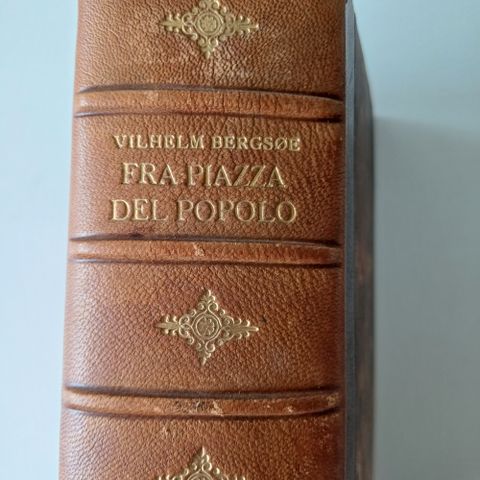 VILHELM BERGSØE
FRA PIAZZA
DEL POPOLO